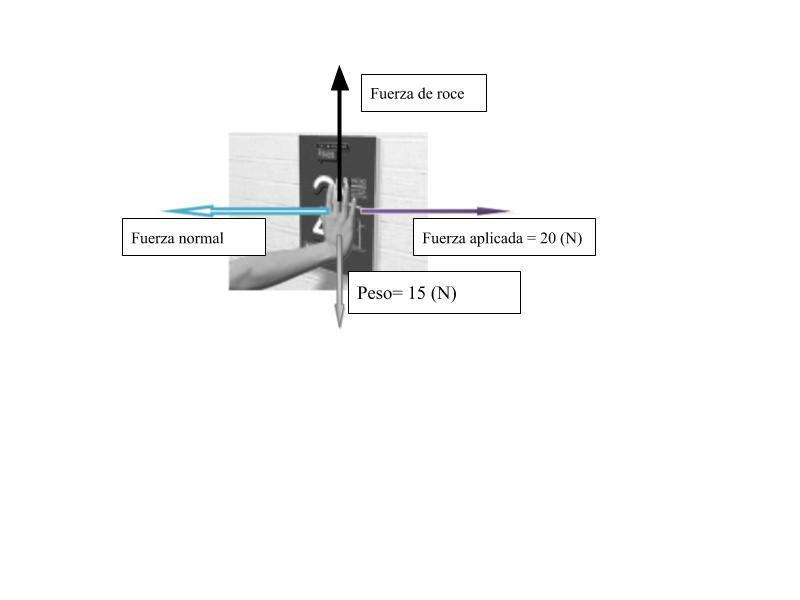 Fuerza de roce
Fuerza normal
Fuerza aplicada = 20 (N)
Peso= 15 (N)